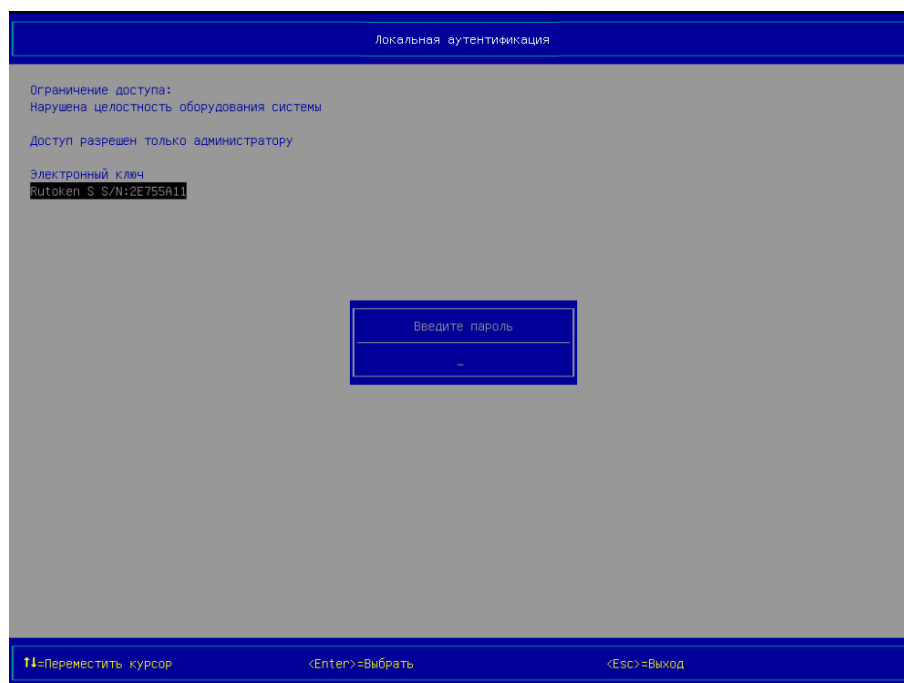 Локальная аутентификация
Ограничение доступа:
Нарушена целостность оборудования системы
Доступ разрешен только администратору
Электронный ключ
Rutoken S S/N:2E755A11
Введите пароль
_
↑↓=Переместить курсор <Enter>=Выбрать <Esc>=Выход